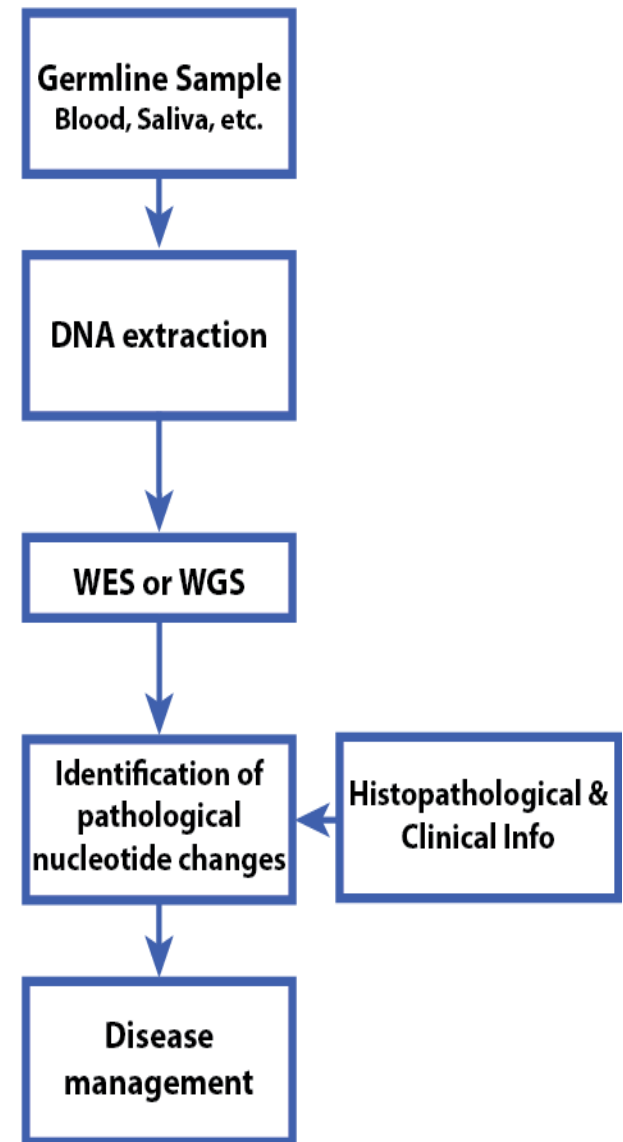 Germline Sample
Blood, Saliva, etc.
DNA extraction
WES or WGS
Identification of
pathological
nucleotide changes
Histopathological &
Clinical Info
Disease
management